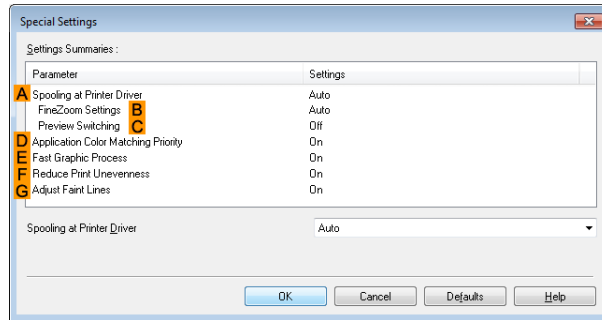 Special Settings
Settings Summaries :
Parameter Settings
A Spooling at Printer Driver Auto
FineZoom Settings B Auto
Preview Switching C Off
D Application Color Matching Priority On
E Fast Graphic Process On
F Reduce Print Unevenness On
G Adjust Faint Lines On
Spooling at Printer Driver Auto
OK Cancel Defaults Help